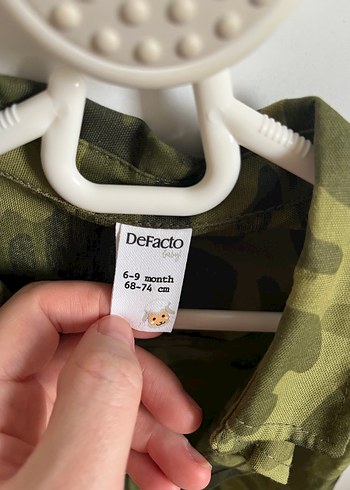 DeFacto
baby
6-9 month
68-74 cm